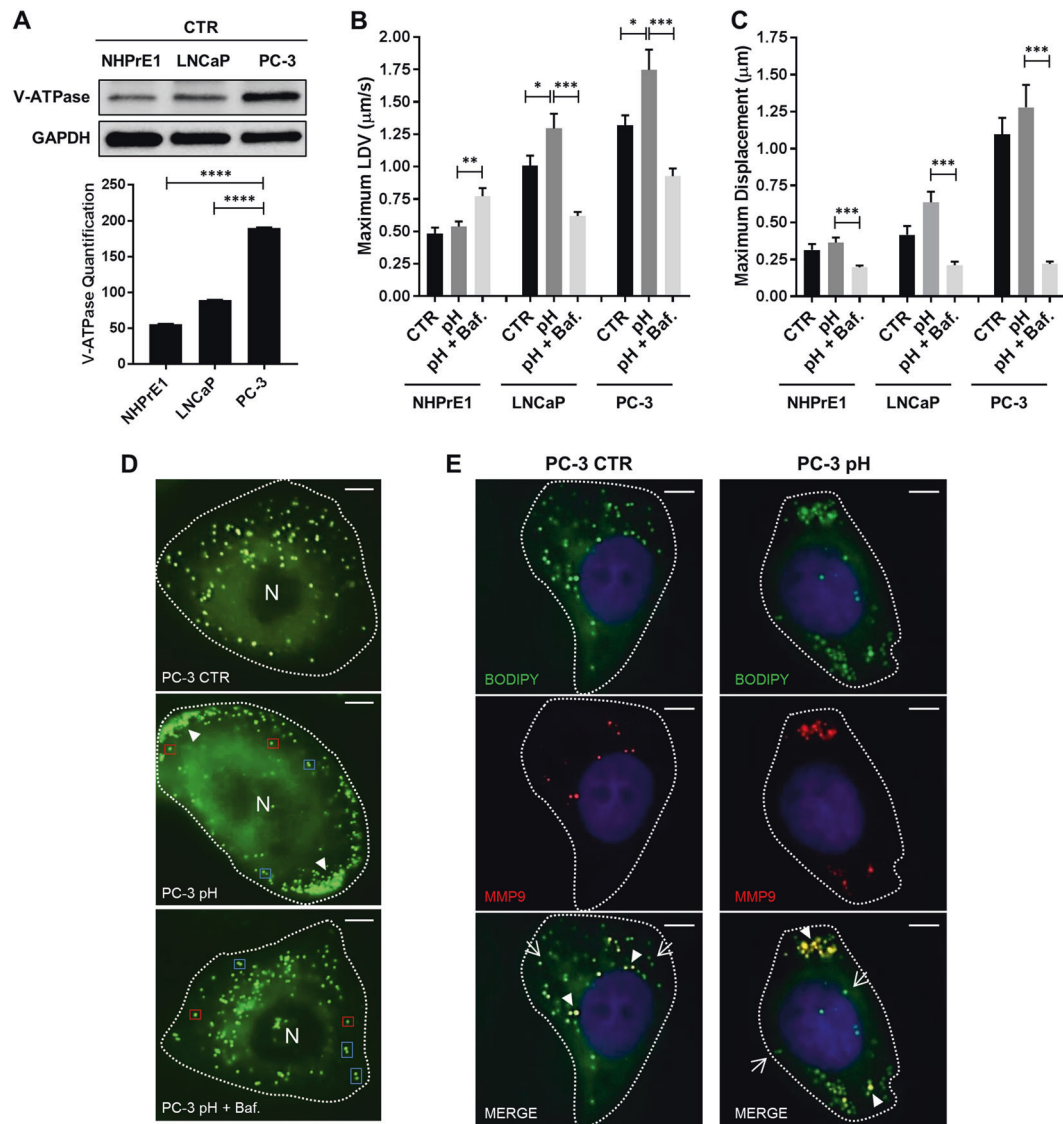 A
CTR
NHPrE1 LNCaP PC-3
V-ATPase
GAPDH
****
****
V-ATPase Quantification
250
200
150
100
50
0
NHPrE1 LNCaP PC-3
B
Maximum LDV (μm/s)
2.00
1.75
1.50
1.25
1.00
0.75
0.50
0.25
0.00
** * *** * ***
CTR pH pH + Baf. CTR pH pH + Baf. CTR pH pH + Baf.
NHPrE1 LNCaP PC-3
C
Maximum Displacement (μm)
1.75
1.50
1.25
1.00
0.75
0.50
0.25
0.00
*** *** ***
CTR pH pH + Baf. CTR pH pH + Baf. CTR pH pH + Baf.
NHPrE1 LNCaP PC-3
D
N
PC-3 CTR
N
PC-3 pH
N
PC-3 pH + Baf.
E
PC-3 CTR PC-3 pH
BODIPY BODIPY
MMP9 MMP9
MERGE MERGE